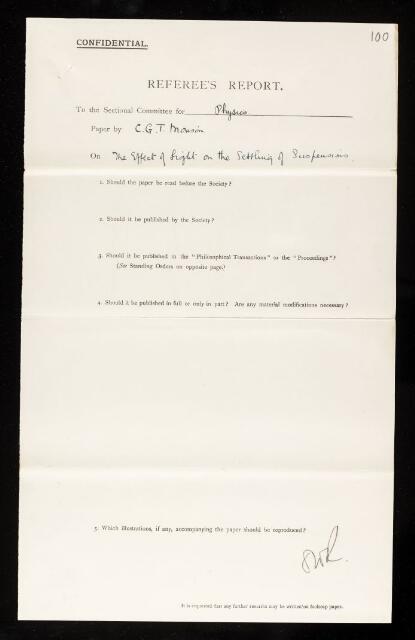 100
CONFIDENTIAL.
REFEREE'S REPORT.
To the Sectional Committee for Physics
Paper by C.G.T. Morison
On The Effect of Light on the Settling of Suspensions.
1. Should the paper be read before the Society?
2. Should it be published by the Society?
3. Should it be published in the "Philosophical Transactions" or the "Proceedings"?
(See Standing Orders on opposite page.)
4. Should it be published in full or only in part? Are any material modifications necessary?
5. Which illustrations, if any, accompanying the paper should be reproduced?
It is requested that any further remarks may be written on foolscap paper.